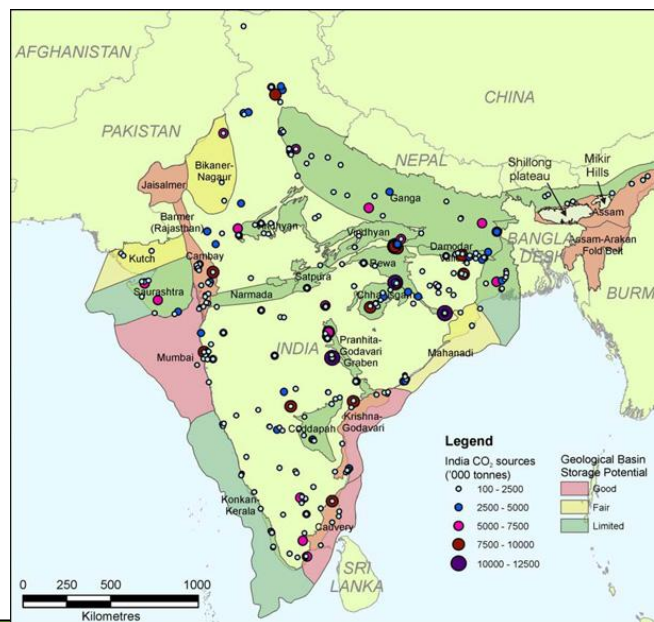 AFGHANISTAN
CHINA
PAKISTAN
NEPAL
Bikaner-
Nagaur
Jaisalmer
Ganga
Shillong
plateau
Mikir
Hills
Assam
Barmer
(Rajasthan)
Vindhyan
Damodar
BANGLA
DESH
Assam-Arakan
Fold Belt
Kutch
Cambay
Rewa
Satpura
BURM
Saurashtra
Narmada
Mahanadi
INDIA
Pranhita-
Godavari
Graben
Mumbai
Krishna-
Godavari
Cuddapah
Konkan-
Kerala
Cauvery
SRI
LANKA
Legend
India CO₂ sources
('000 tonnes)
100 - 2500
2500 - 5000
5000 - 7500
7500 - 10000
10000 - 12500
Geological Basin
Storage Potential
Good
Fair
Limited
0 250 500 1000
Kilometres